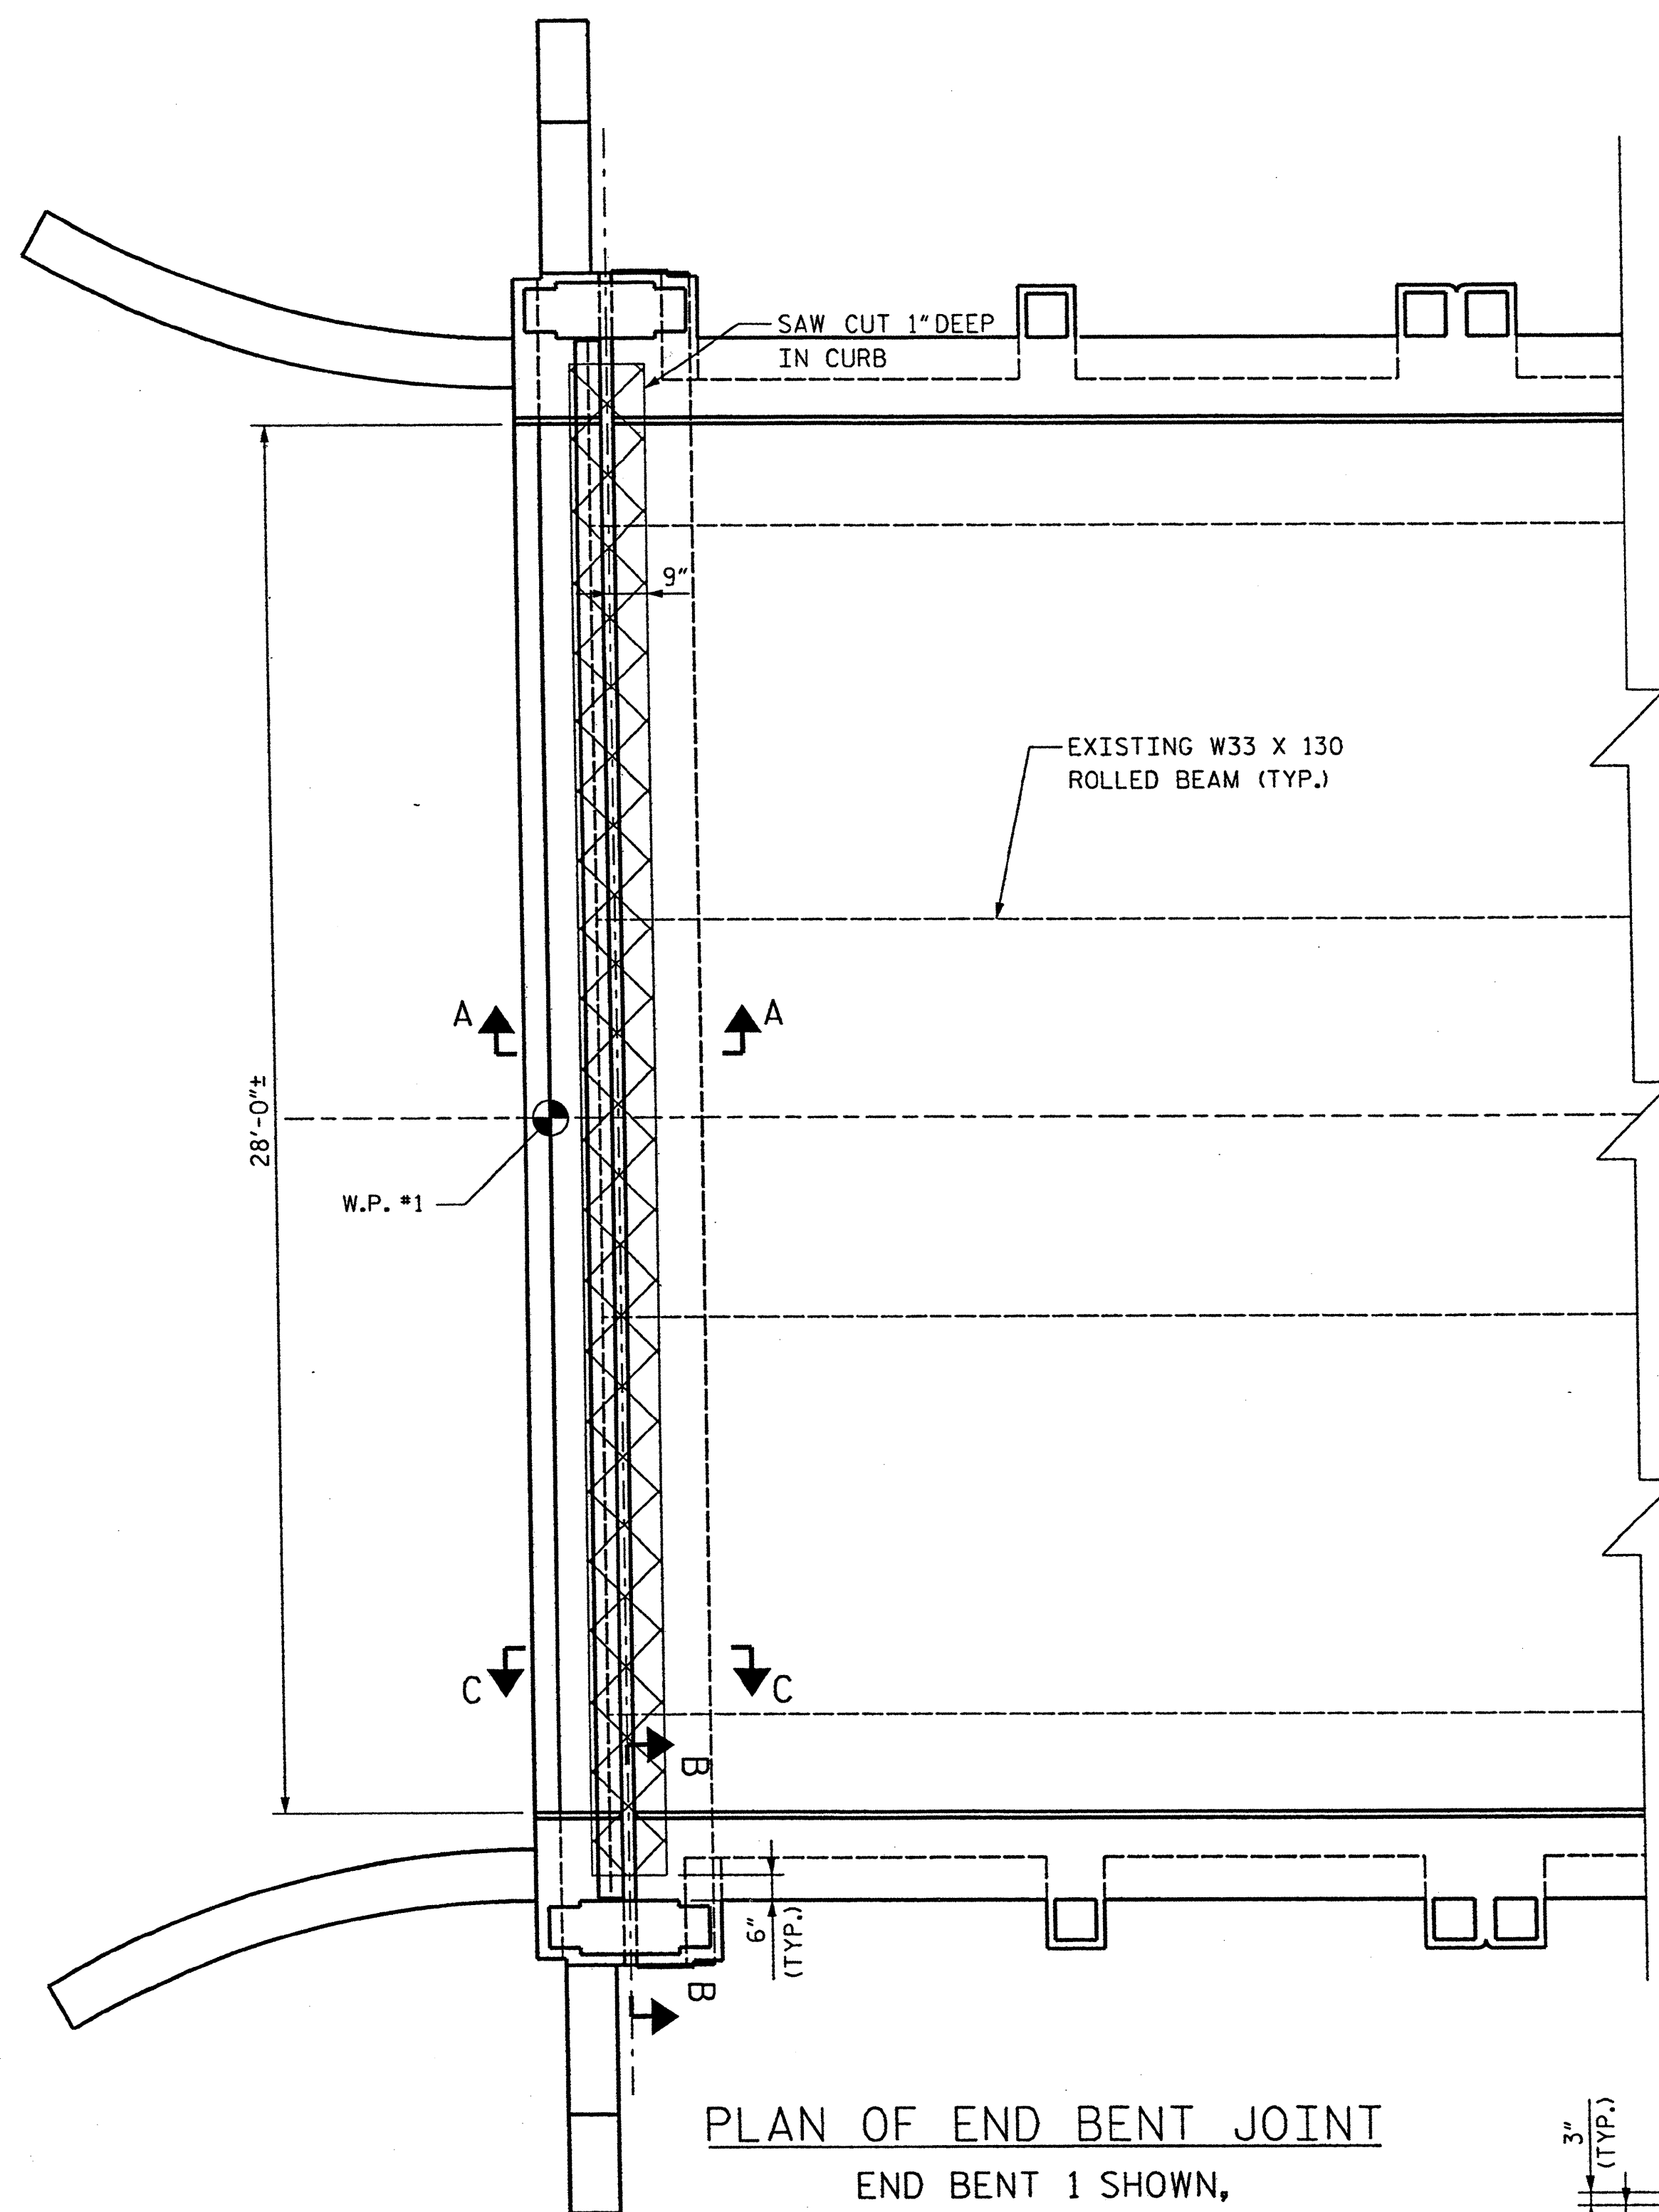 SAW CUT 1" DEEP
IN CURB
9"
EXISTING W33 X 130
ROLLED BEAM (TYP.)
A
A
28'-0"±
W.P. #1
C
C
B
6"
(TYP.)
B
PLAN OF END BENT JOINT
END BENT 1 SHOWN,
3"
(TYP.)